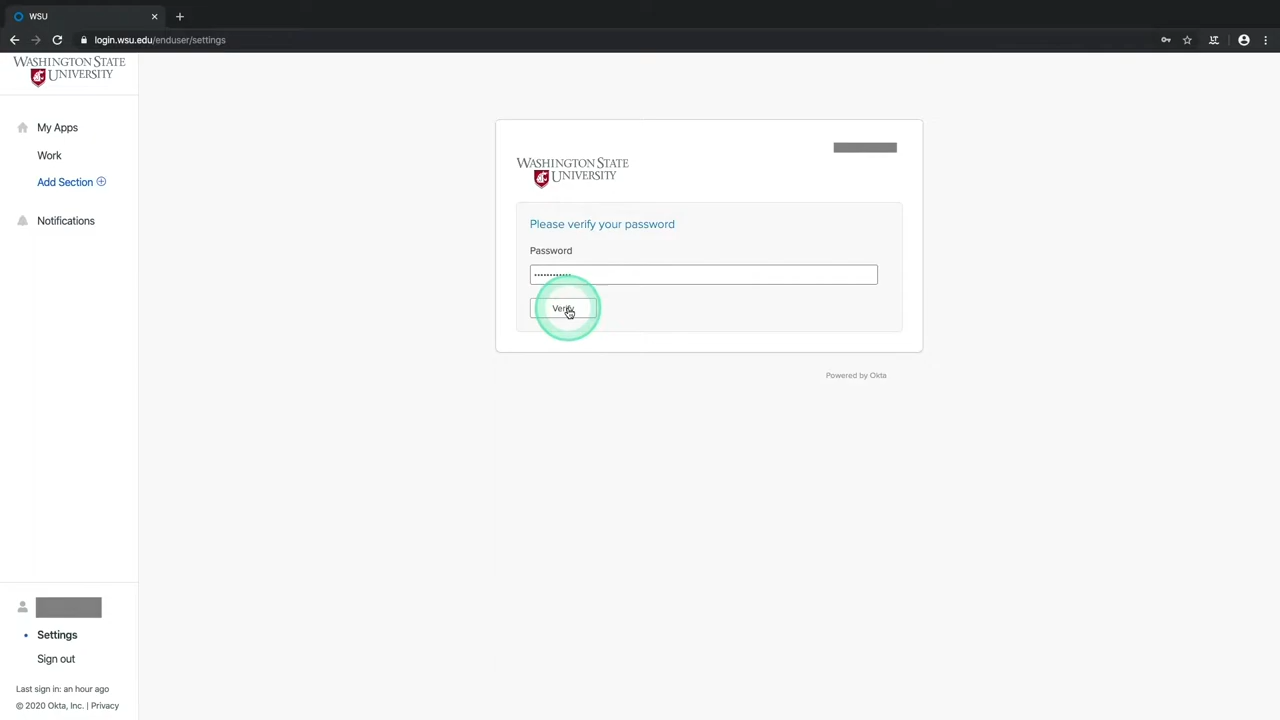 WSU
login.wsu.edu/enduser/settings
WASHINGTON STATE
UNIVERSITY
My Apps
Work
Add Section
Notifications
WASHINGTON STATE
UNIVERSITY
Please verify your password
Password
Verify
Powered by Okta
Settings
Sign out
Last sign in: an hour ago
© 2020 Okta, Inc. | Privacy